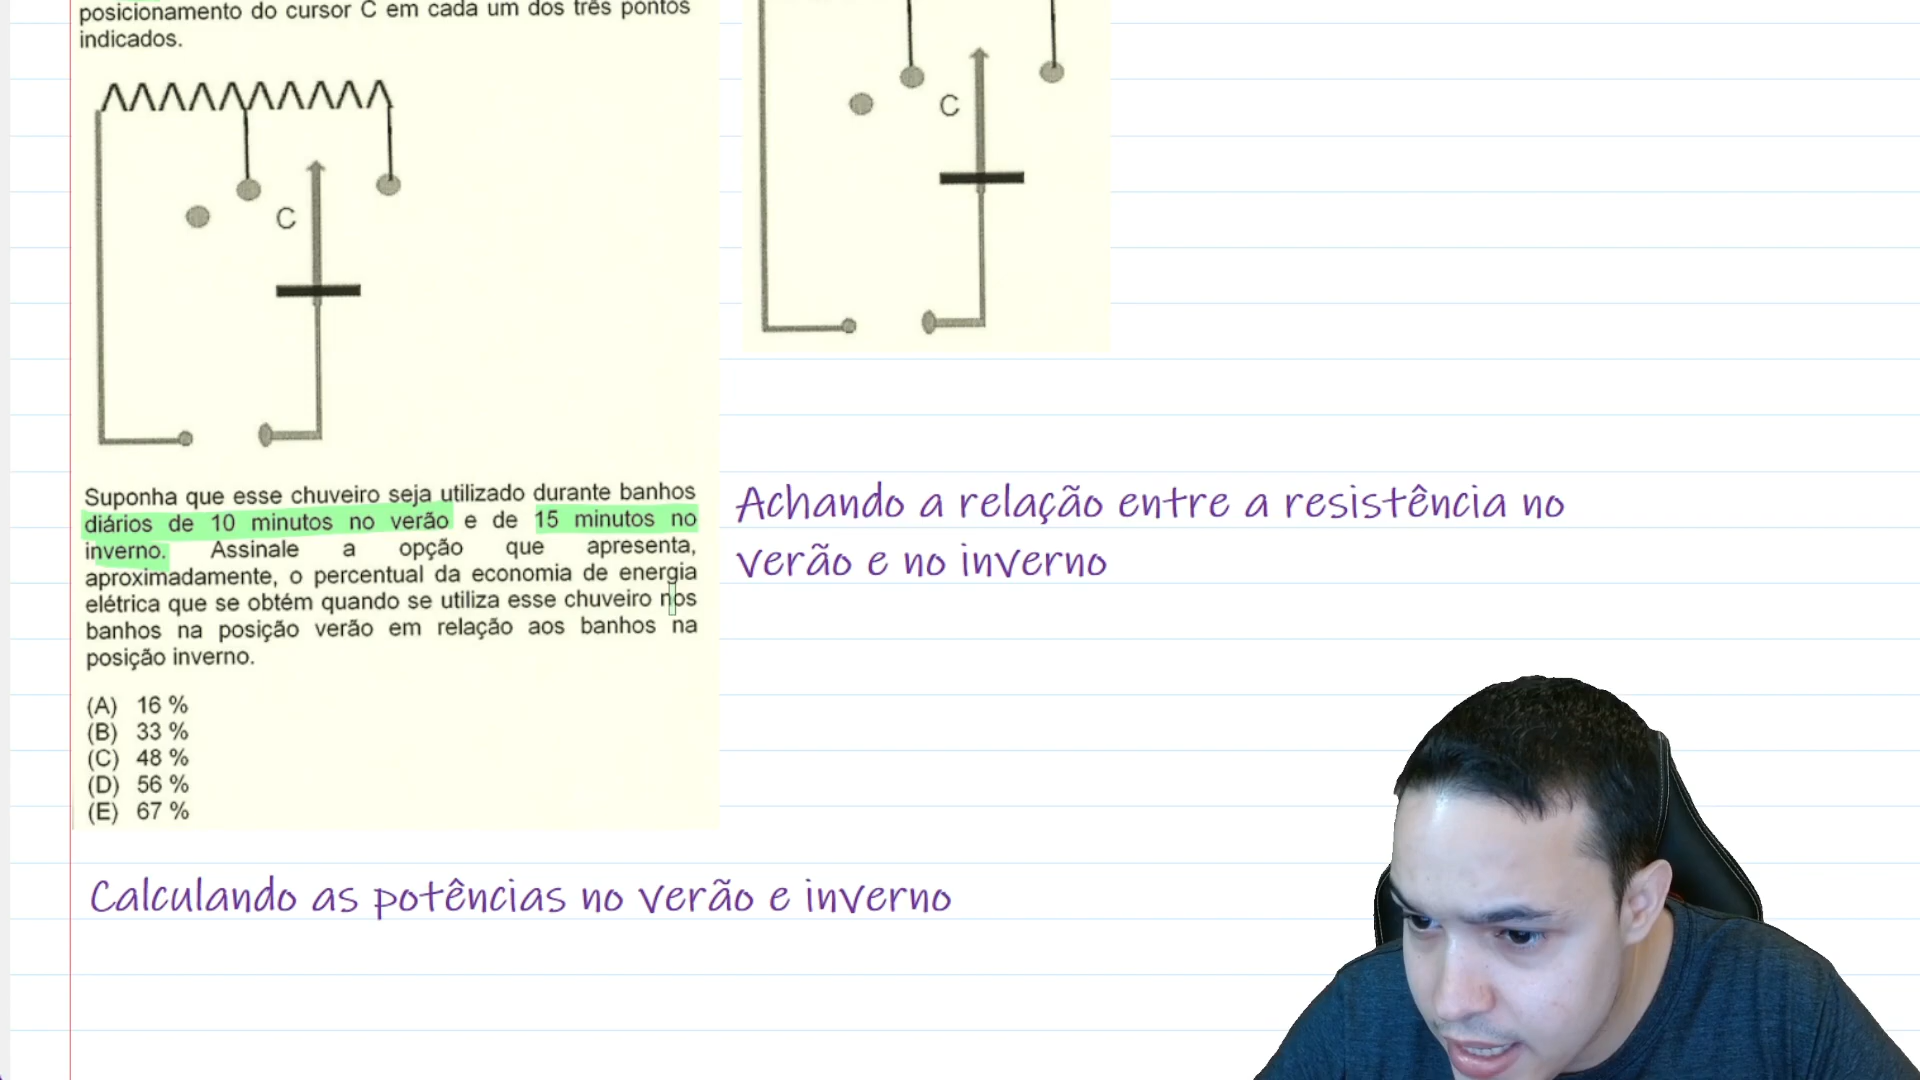 posicionamento do cursor C em cada um dos três pontos
indicados.
C
C
Suponha que esse chuveiro seja utilizado durante banhos
diários de 10 minutos no verão e de 15 minutos no
inverno. Assinale a opção que apresenta,
aproximadamente, o percentual da economia de energia
elétrica que se obtém quando se utiliza esse chuveiro nos
banhos na posição verão em relação aos banhos na
posição inverno.
(A) 16 %
(B) 33 %
(C) 48 %
(D) 56 %
(E) 67 %
Achando a relação entre a resistência no
verão e no inverno
Calculando as potências no verão e inverno